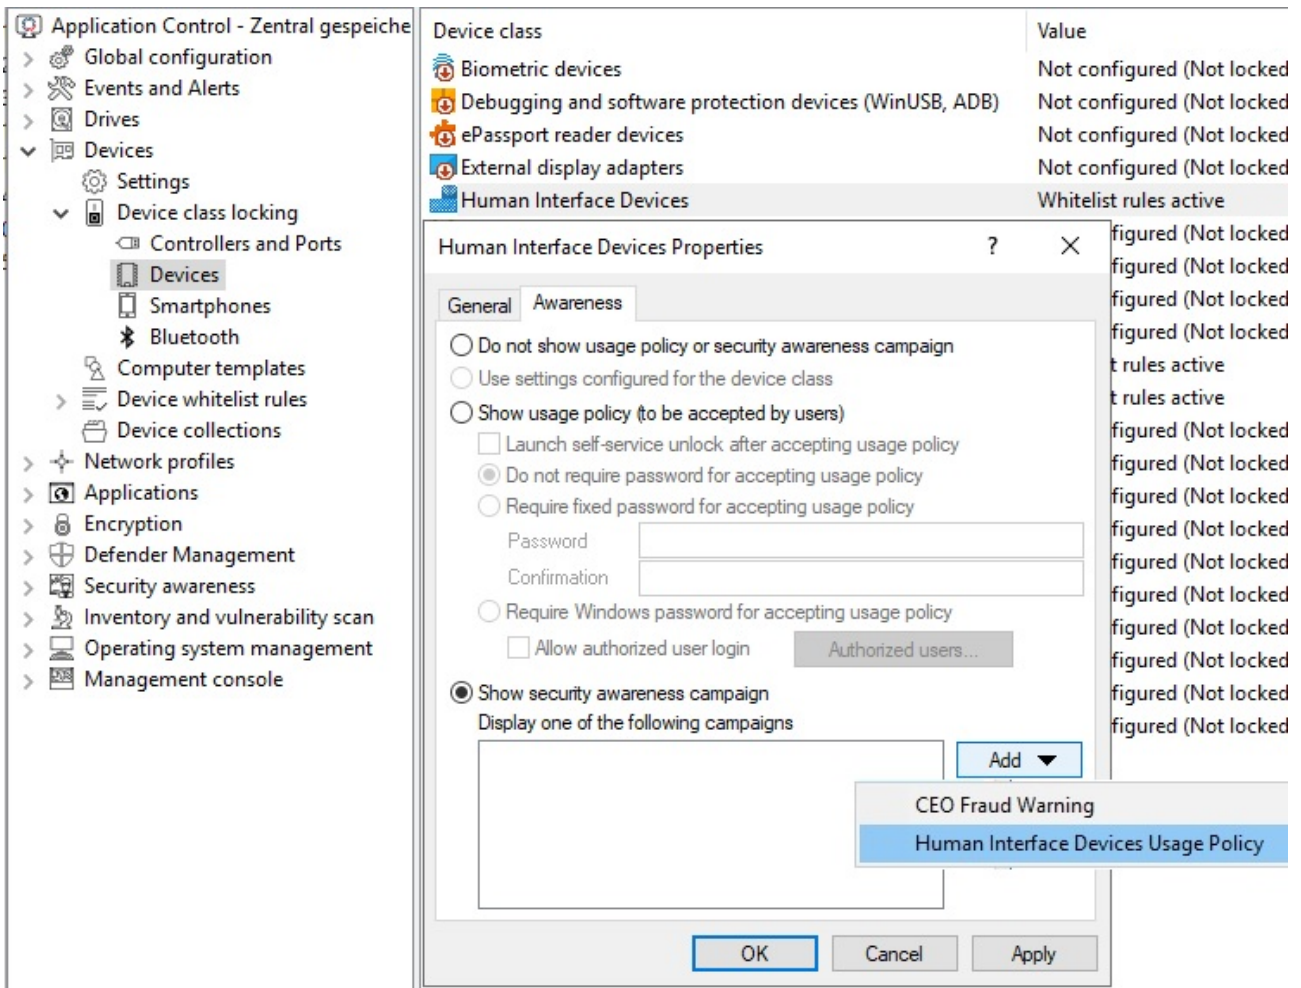 Application Control - Zentral gespeiche
Global configuration
Events and Alerts
Drives
Devices
Settings
Device class locking
Controllers and Ports
Devices
Smartphones
Bluetooth
Computer templates
Device whitelist rules
Device collections
Network profiles
Applications
Encryption
Defender Management
Security awareness
Inventory and vulnerability scan
Operating system management
Management console
Device class Value
Biometric devices Not configured (Not locked
Debugging and software protection devices (WinUSB, ADB) Not configured (Not locked
ePassport reader devices Not configured (Not locked
External display adapters Not configured (Not locked
Human Interface Devices Whitelist rules active
figured (Not locked
figured (Not locked
figured (Not locked
figured (Not locked
t rules active
t rules active
figured (Not locked
figured (Not locked
figured (Not locked
figured (Not locked
figured (Not locked
figured (Not locked
figured (Not locked
figured (Not locked
figured (Not locked
figured (Not locked
Human Interface Devices Properties ?
General Awareness
Do not show usage policy or security awareness campaign
Use settings configured for the device class
Show usage policy (to be accepted by users)
Launch self-service unlock after accepting usage policy
Do not require password for accepting usage policy
Require fixed password for accepting usage policy
Password
Confirmation
Require Windows password for accepting usage policy
Allow authorized user login Authorized users...
Show security awareness campaign
Display one of the following campaigns
Add
CEO Fraud Warning
Human Interface Devices Usage Policy
OK Cancel Apply